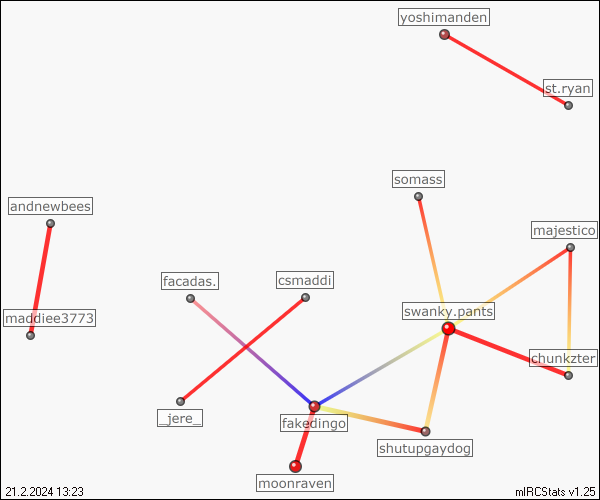 yoshimanden
st.ryan
somass
andnewbees
majestico
facadas.
csmaddi
swanky.pants
maddiee3773
chunkzter
_jere_
fakedingo
shutupgaydog
moonraven
21.2.2024 13:23
mIRCStats v1.25